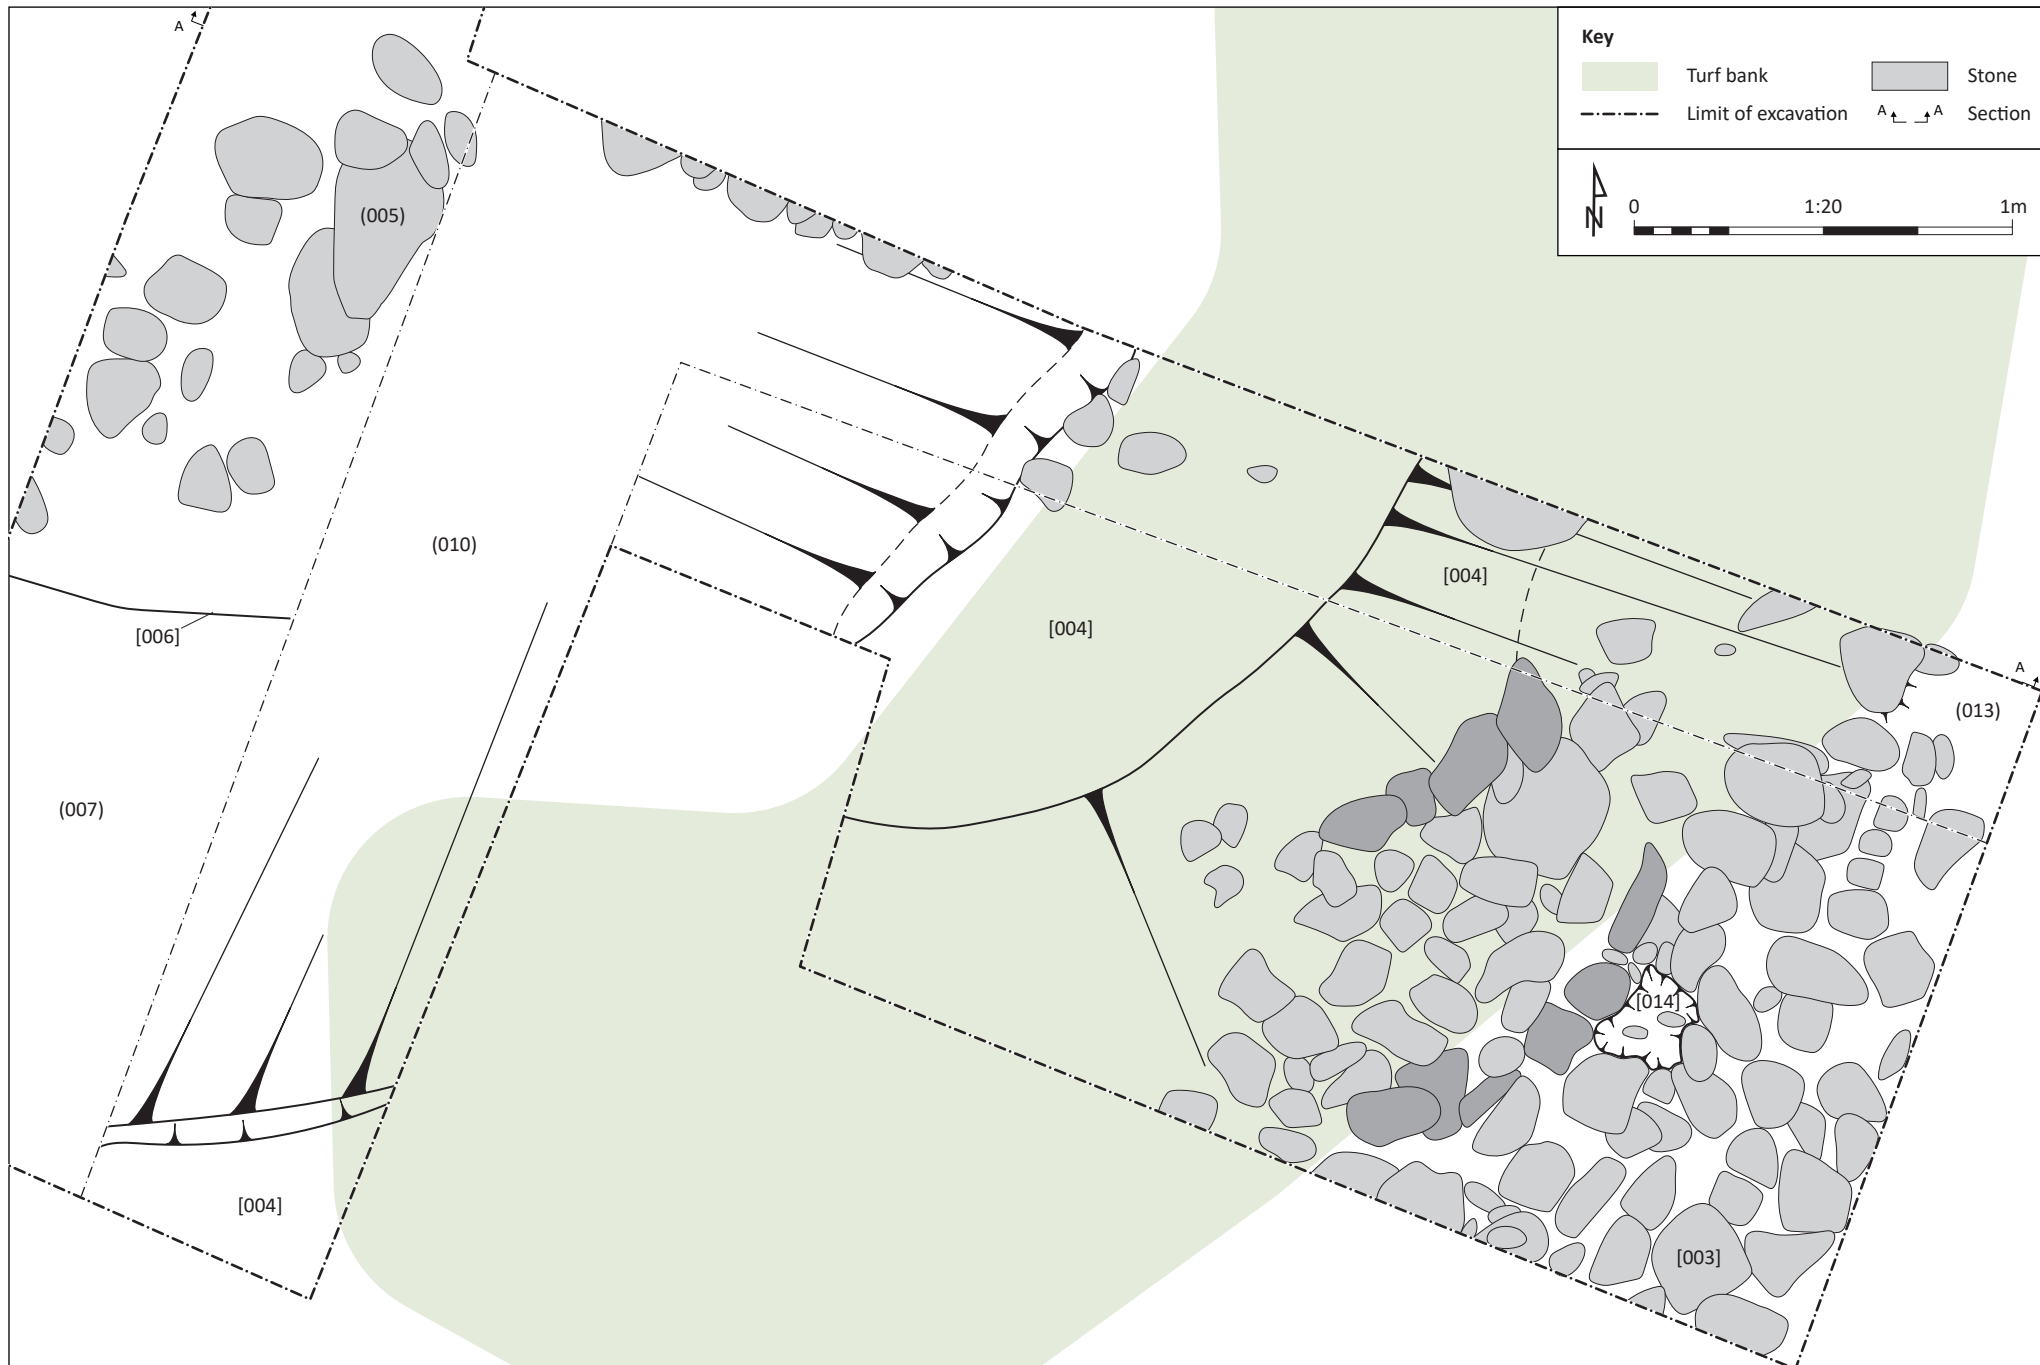 A
Key
Turf bank
Stone
Limit of excavation
A A
Section
N
0 1:20 1m
(005)
(010)
[004]
[004]
[006]
A
(013)
(007)
[014]
[004]
[003]